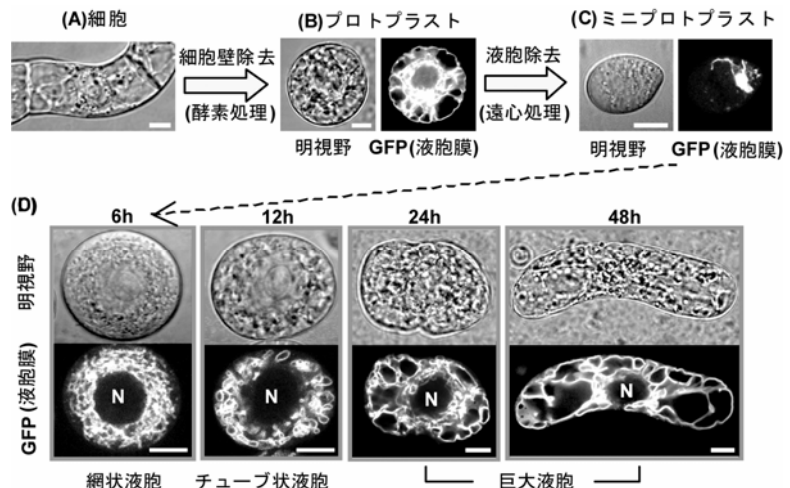 (A)細胞
(B)プロトプラスト
(C)ミニプロトプラスト
細胞壁除去
(酵素処理)
液胞除去
(遠心処理)
明視野
GFP(液胞膜)
明視野
GFP(液胞膜)
(D)
6h
12h
24h
48h
明視野
GFP(液胞膜)
N
N
N
N
網状液胞
チューブ状液胞
巨大液胞